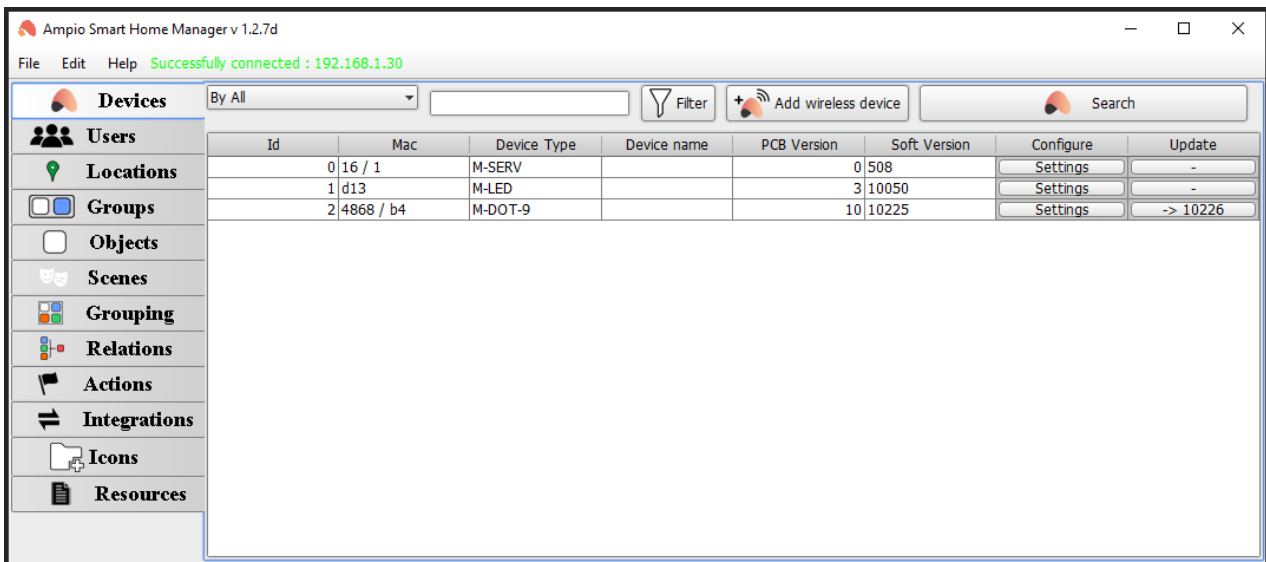 Ampio Smart Home Manager v 1.2.7d
File Edit Help Successfully connected : 192.168.1.30
Devices
Users
Locations
Groups
Objects
Scenes
Grouping
Relations
Actions
Integrations
Icons
Resources
By All Filter Add wireless device Search
Id Mac Device Type Device name PCB Version Soft Version Configure Update
0 16 / 1 M-SERV 0 508 Settings -
1 d13 M-LED 3 10050 Settings -
2 4868 / b4 M-DOT-9 10 10225 Settings -> 10226